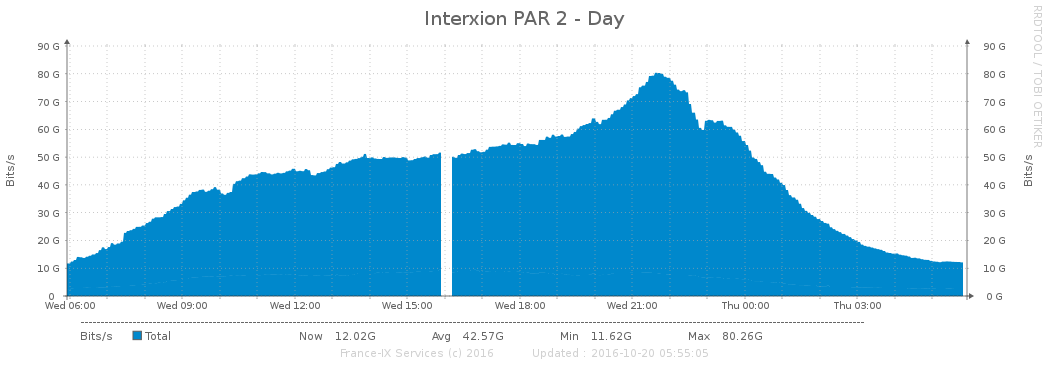 Interxion PAR 2 - Day
RRDTOOL / TOBI OETIKER
90 G 90 G
80 G 80 G
70 G 70 G
60 G 60 G
50 G 50 G
40 G 40 G
30 G 30 G
20 G 20 G
10 G 10 G
0 0 G
Bits/s Bits/s
Wed 06:00 Wed 09:00 Wed 12:00 Wed 15:00 Wed 18:00 Wed 21:00 Thu 00:00 Thu 03:00
Bits/s Total Now 12.02G Avg 42.57G Min 11.62G Max 80.26G
France-IX Services (c) 2016 Updated : 2016-10-20 05:55:05